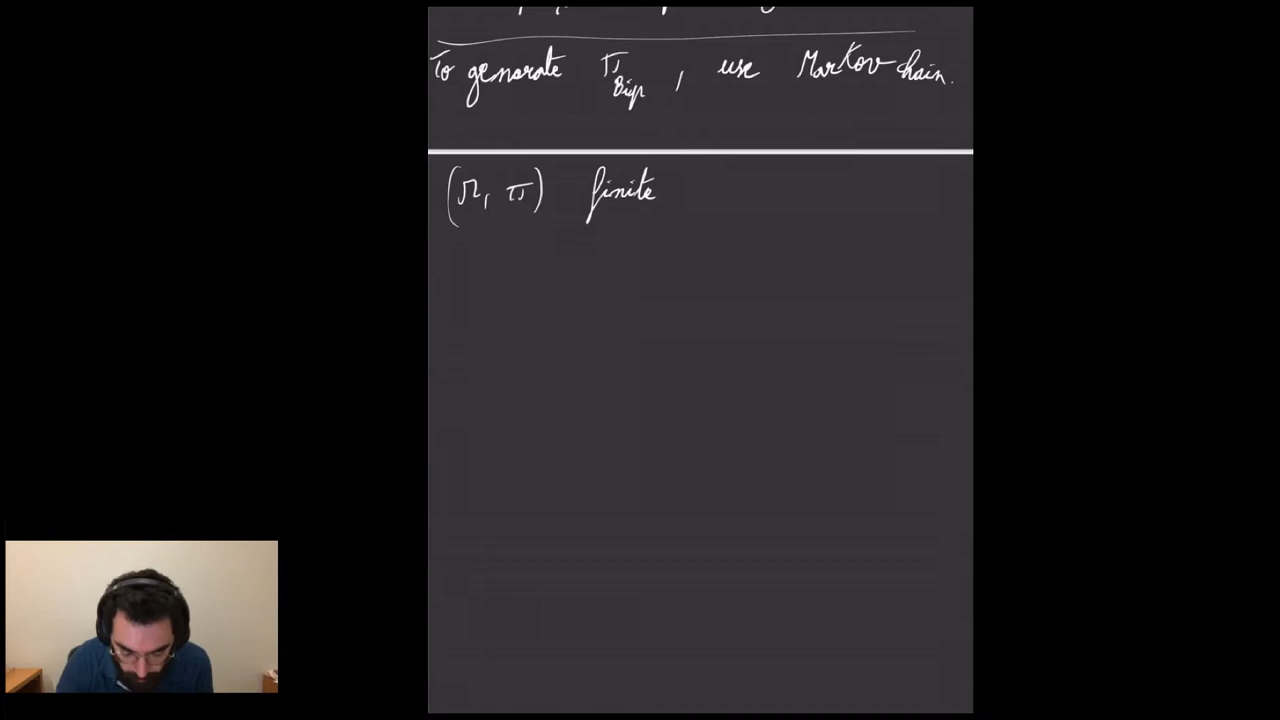 To generate π_Bip, use Markov chain.
(Ω, π) finite